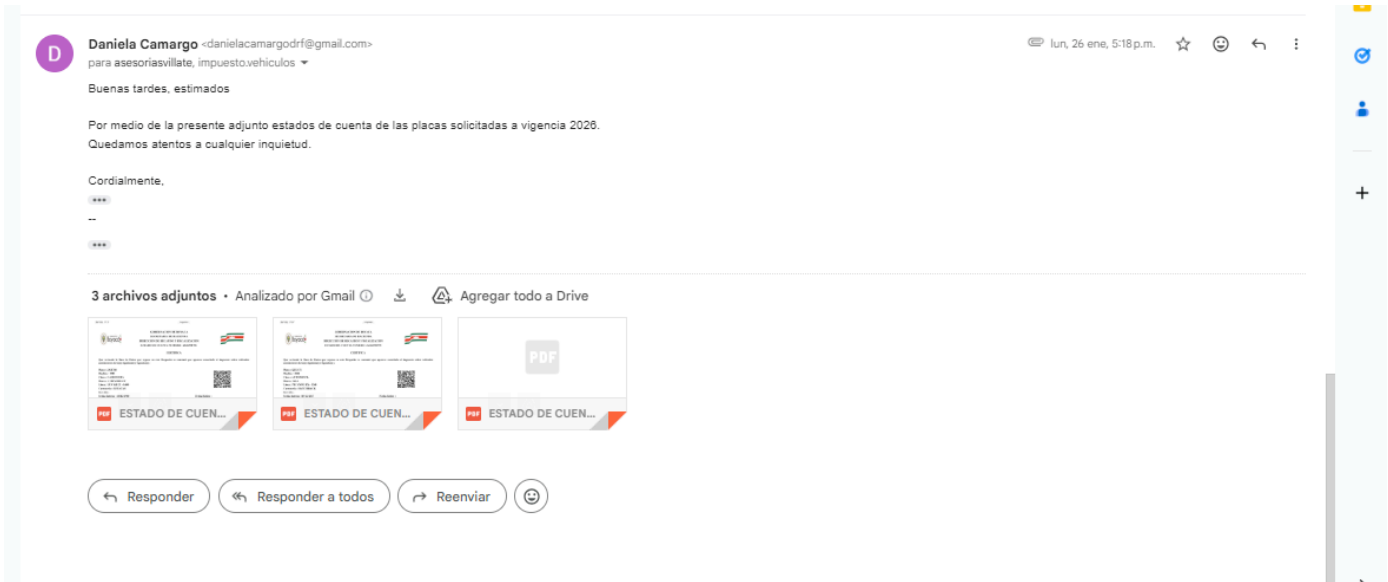 D
Daniela Camargo <danielacamargodrf@gmail.com>
lun, 26 ene, 5:18 p.m.
para asesoriasvillate, impuesto.vehiculos
Buenas tardes, estimados
Por medio de la presente adjunto estados de cuenta de las placas solicitadas a vigencia 2026.
Quedamos atentos a cualquier inquietud.
Cordialmente,
--
3 archivos adjuntos • Analizado por Gmail
Agregar todo a Drive
PDF
PDF ESTADO DE CUEN...
PDF ESTADO DE CUEN...
PDF ESTADO DE CUEN...
Responder
Responder a todos
Reenviar